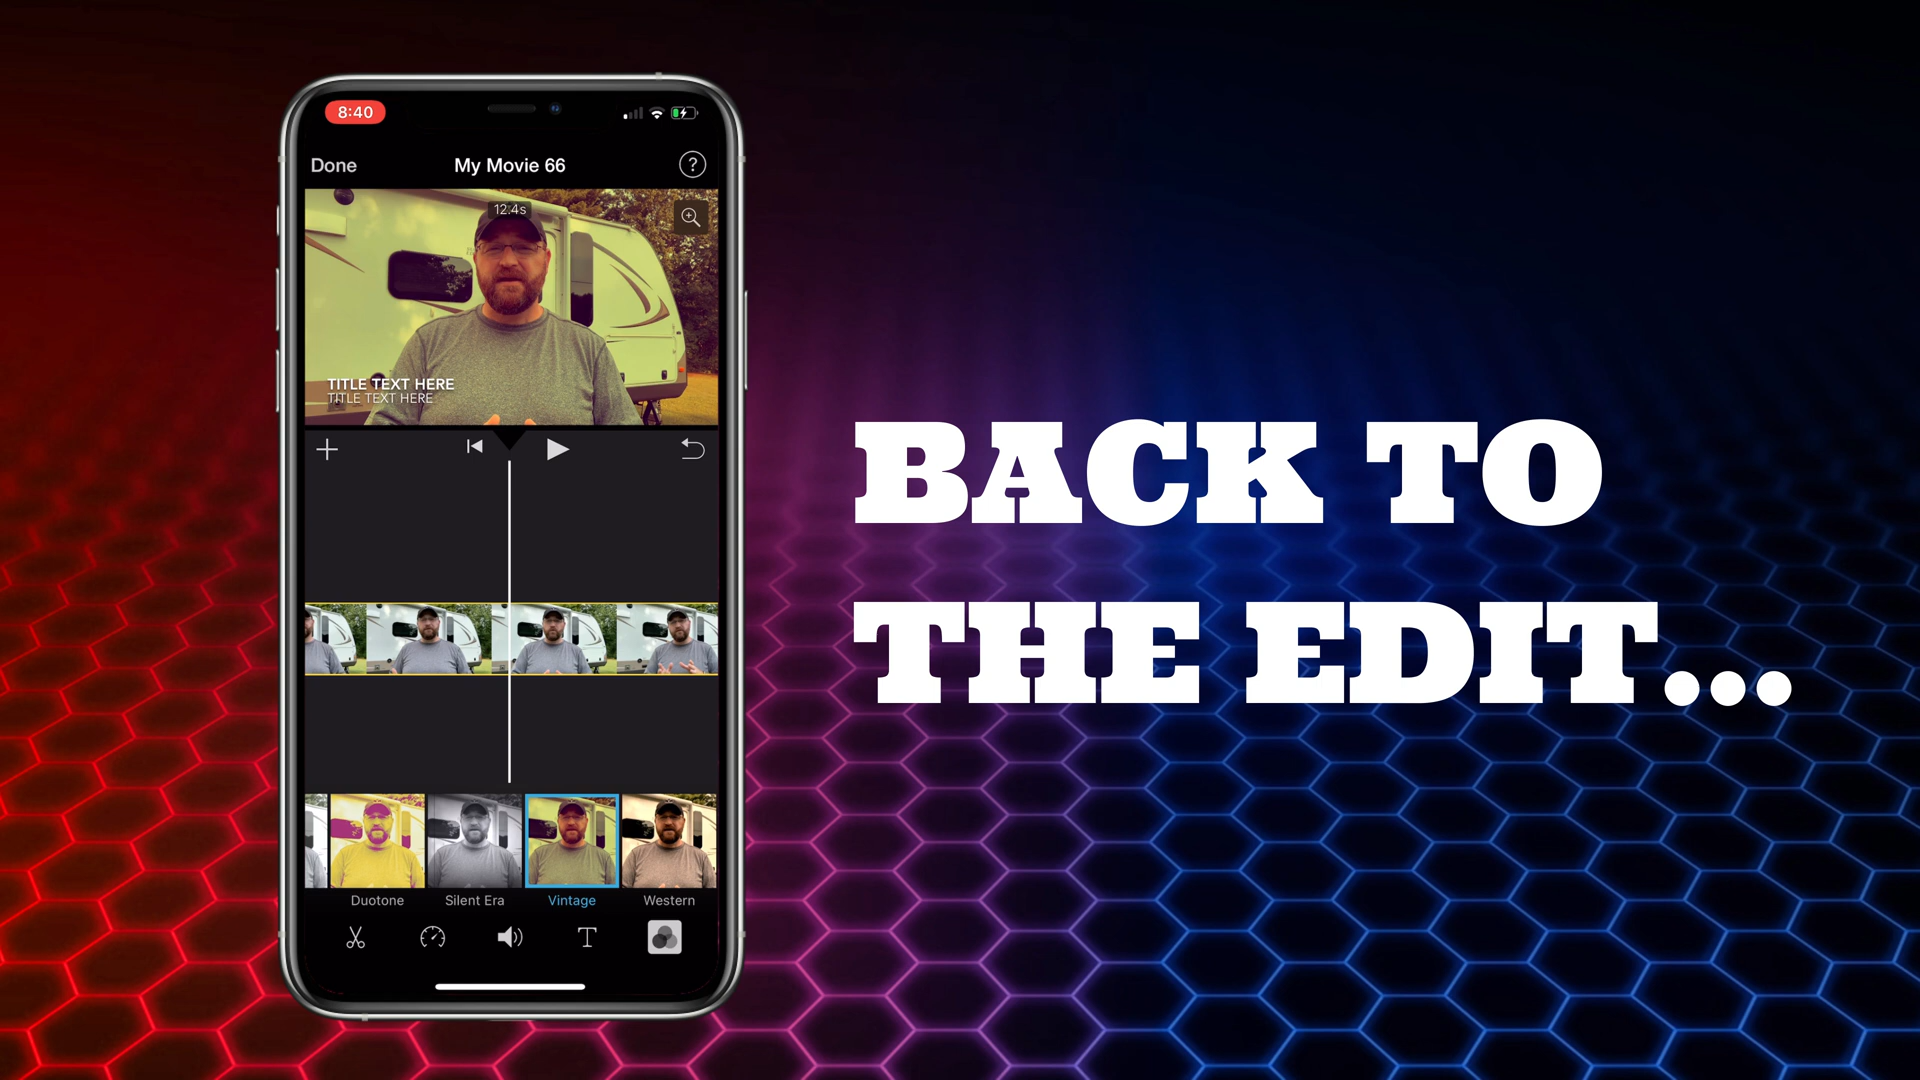 8:40
Done
My Movie 66
?
12.4s
TITLE TEXT HERE
TITLE TEXT HERE
BACK TO
THE EDIT...
Duotone
Silent Era
Vintage
Western
T